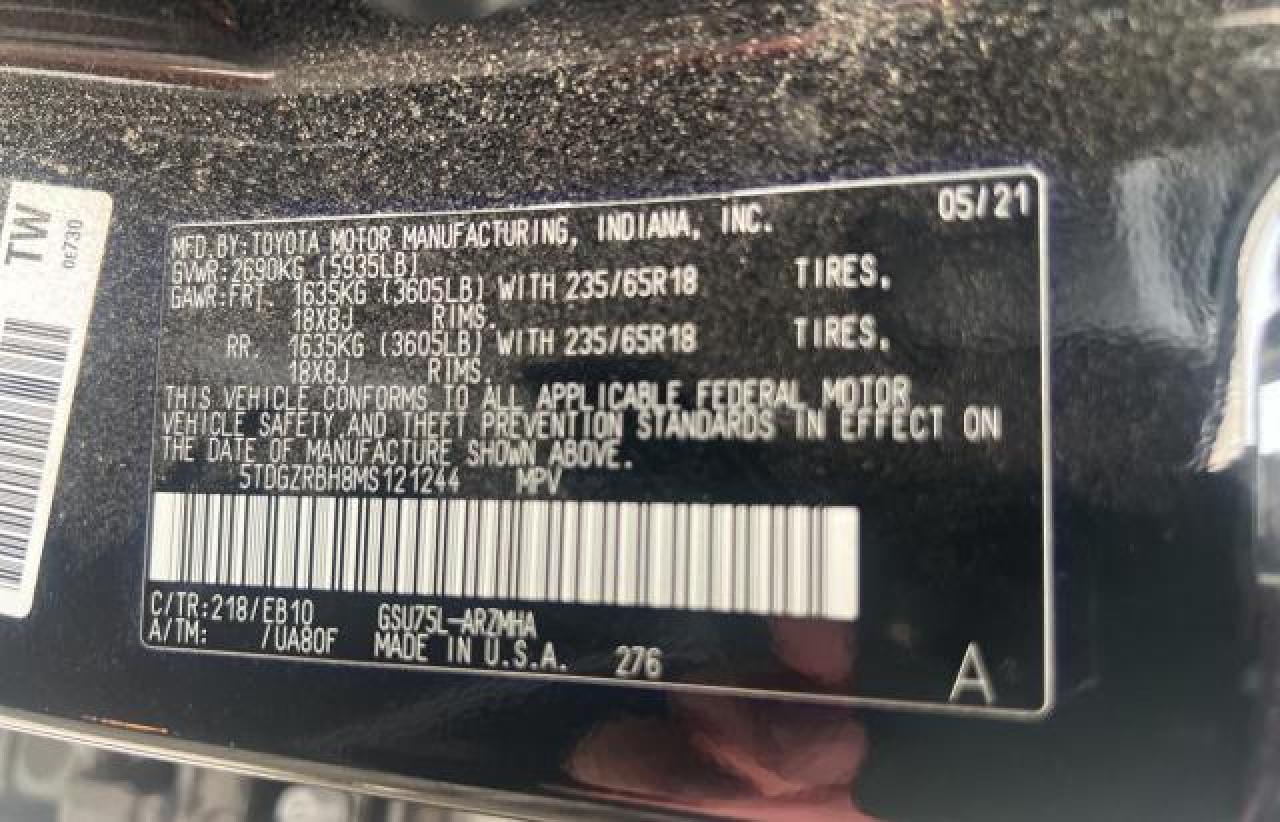 TW
0E730
05/21
MFD.BY:TOYOTA MOTOR MANUFACTURING, INDIANA, INC.
GVWR:2690KG (5935LB)
GAWR:FRT. 1635KG (3605LB) WITH 235/65R18 TIRES,
18X8J RIMS.
RR. 1635KG (3605LB) WITH 235/65R18 TIRES,
18X8J RIMS.
THIS VEHICLE CONFORMS TO ALL APPLICABLE FEDERAL MOTOR
VEHICLE SAFETY AND THEFT PREVENTION STANDARDS IN EFFECT ON
THE DATE OF MANUFACTURE SHOWN ABOVE.
5TDGZRBH8MS121244 MPV
C/TR:218/EB10 GSU75L-ARZMHA
A/TM: /UA80F MADE IN U.S.A. 276
A